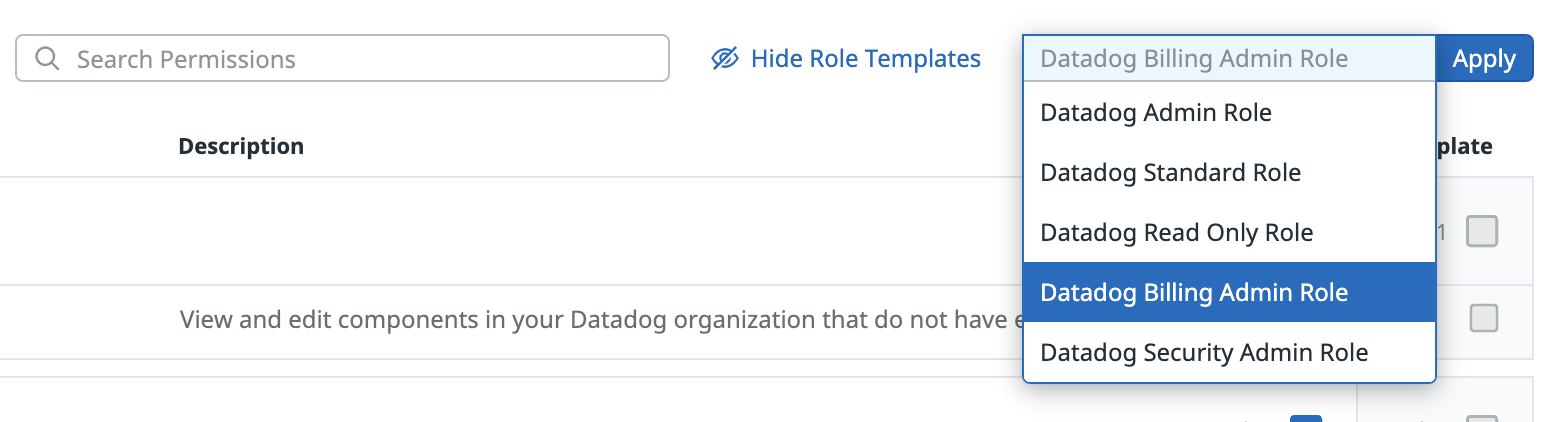 Search Permissions
Hide Role Templates
Datadog Billing Admin Role
Apply
Datadog Admin Role
Description
plate
Datadog Standard Role
Datadog Read Only Role
1
Datadog Billing Admin Role
View and edit components in your Datadog organization that do not have
Datadog Security Admin Role